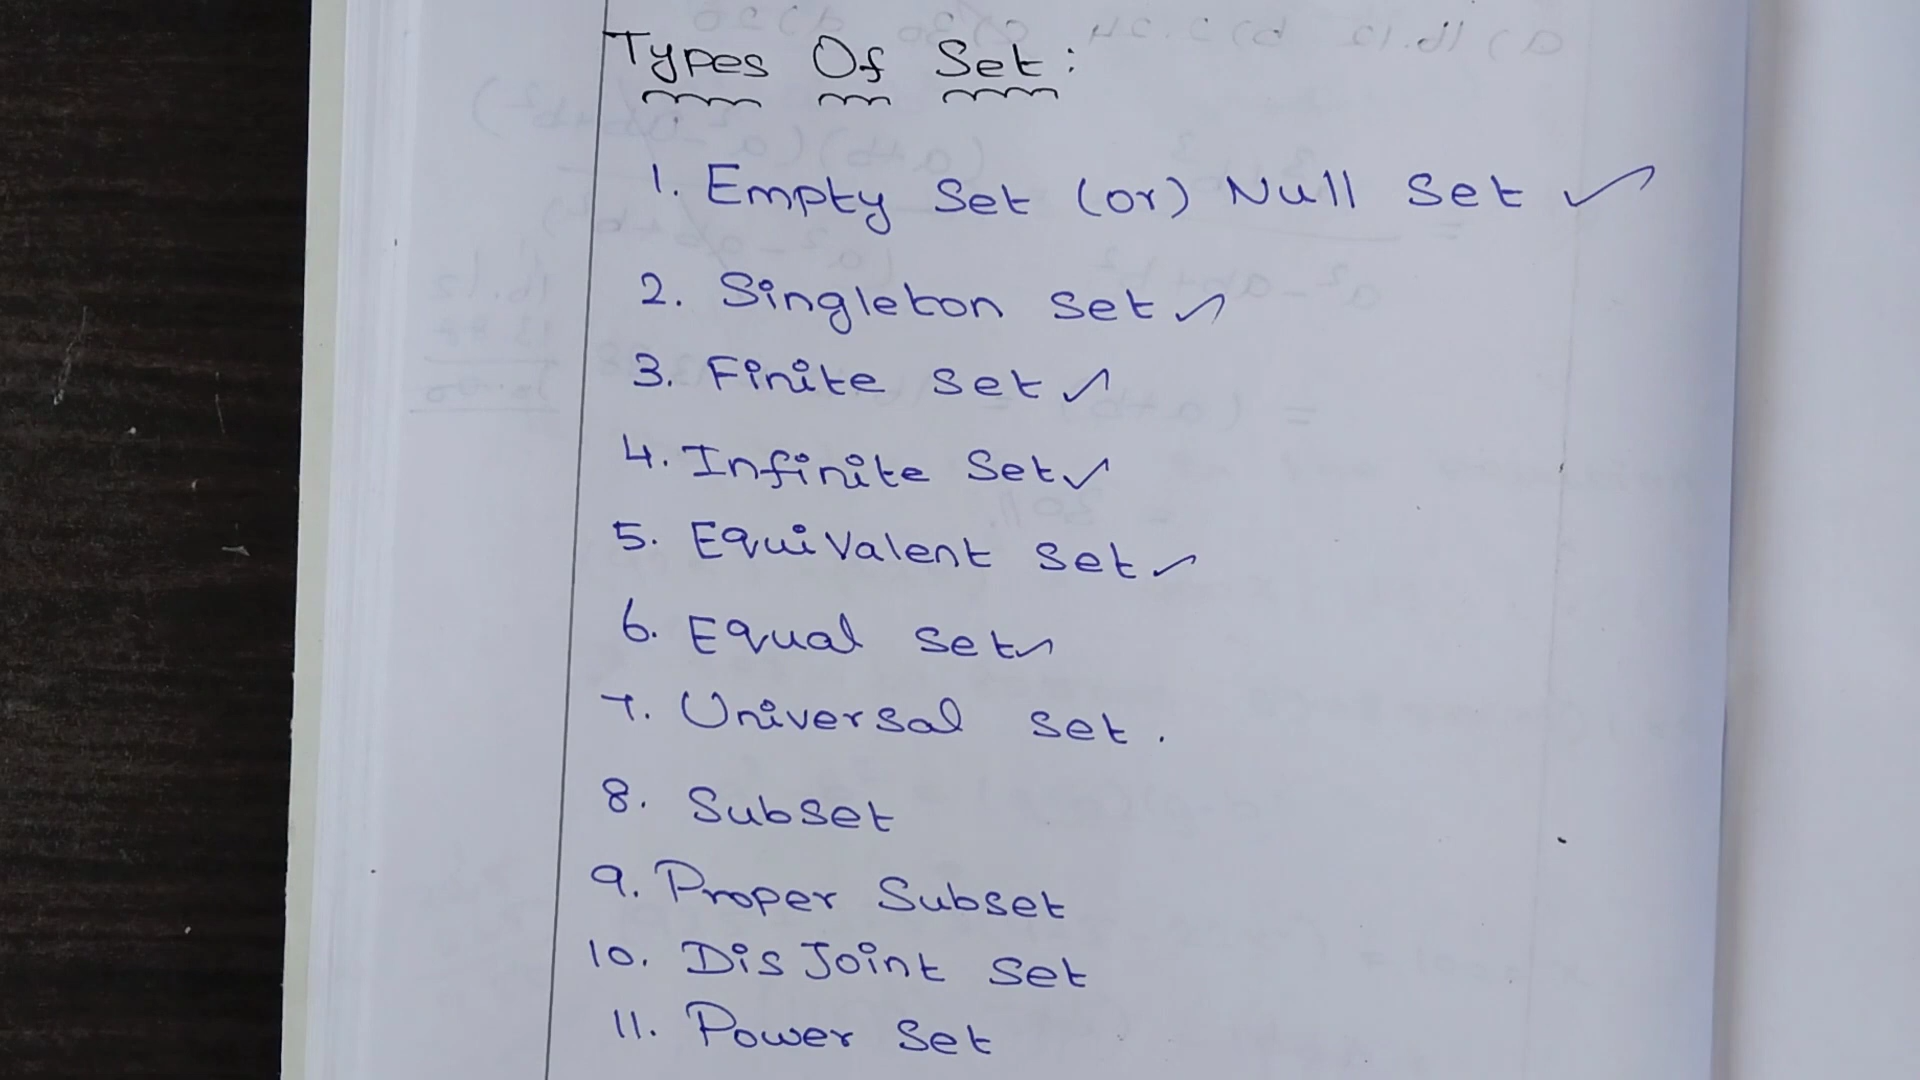 Types Of Set:
1. Empty Set (or) Null Set ✓
2. Singleton Set ✓
3. Finite Set ✓
4. Infinite Set ✓
5. Equivalent Set ✓
6. Equal Set ✓
7. Universal Set.
8. Subset
9. Proper Subset
10. Disjoint Set
11. Power Set